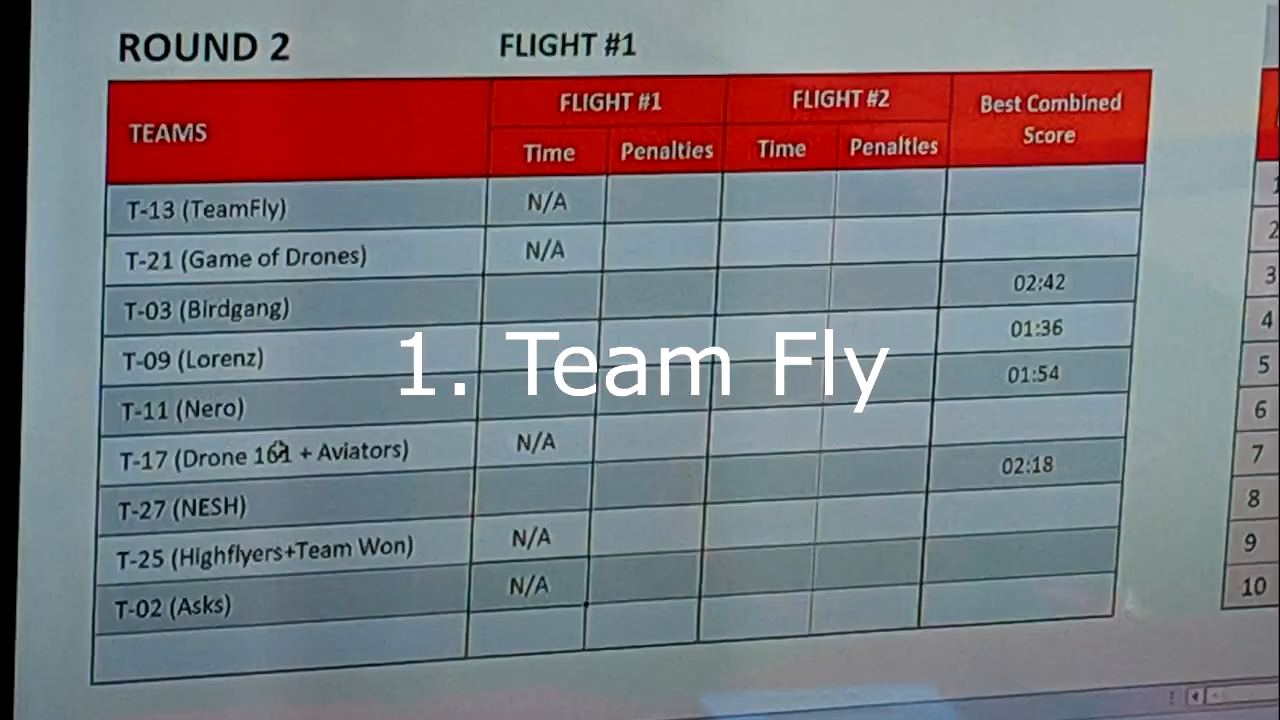 ROUND 2 FLIGHT #1
TEAMS FLIGHT #1 FLIGHT #2 Best Combined Score
Time Penalties Time Penalties
T-13 (TeamFly) N/A 1
T-21 (Game of Drones) N/A 2
T-03 (Birdgang) 02:42 3
T-09 (Lorenz) 01:36 4
1. Team Fly
T-11 (Nero) 01:54 5
T-17 (Drone 161 + Aviators) N/A 6
T-27 (NESH) 02:18 7
T-25 (Highflyers+Team Won) N/A 8
T-02 (Asks) N/A 9
10